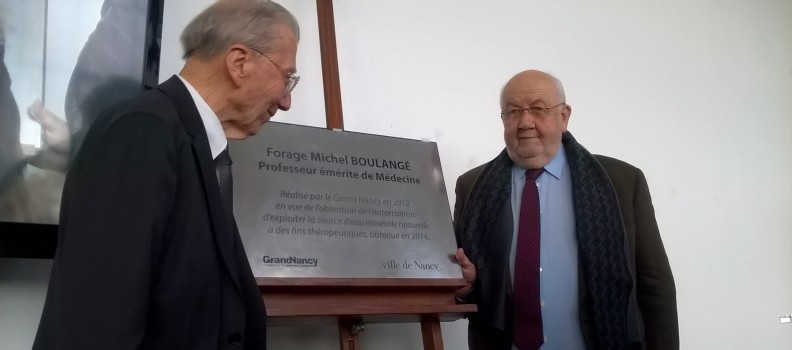 Forage Michel BOULANGÉ
Professeur émérite de Médecine
Réalisé par le Grand Nancy en 2010
en vue de l'obtention de l'autorisation
d'exploiter la source d'eau minérale naturelle
à des fins thérapeutiques, obtenue en 2014.
GrandNancy
ville de Nancy